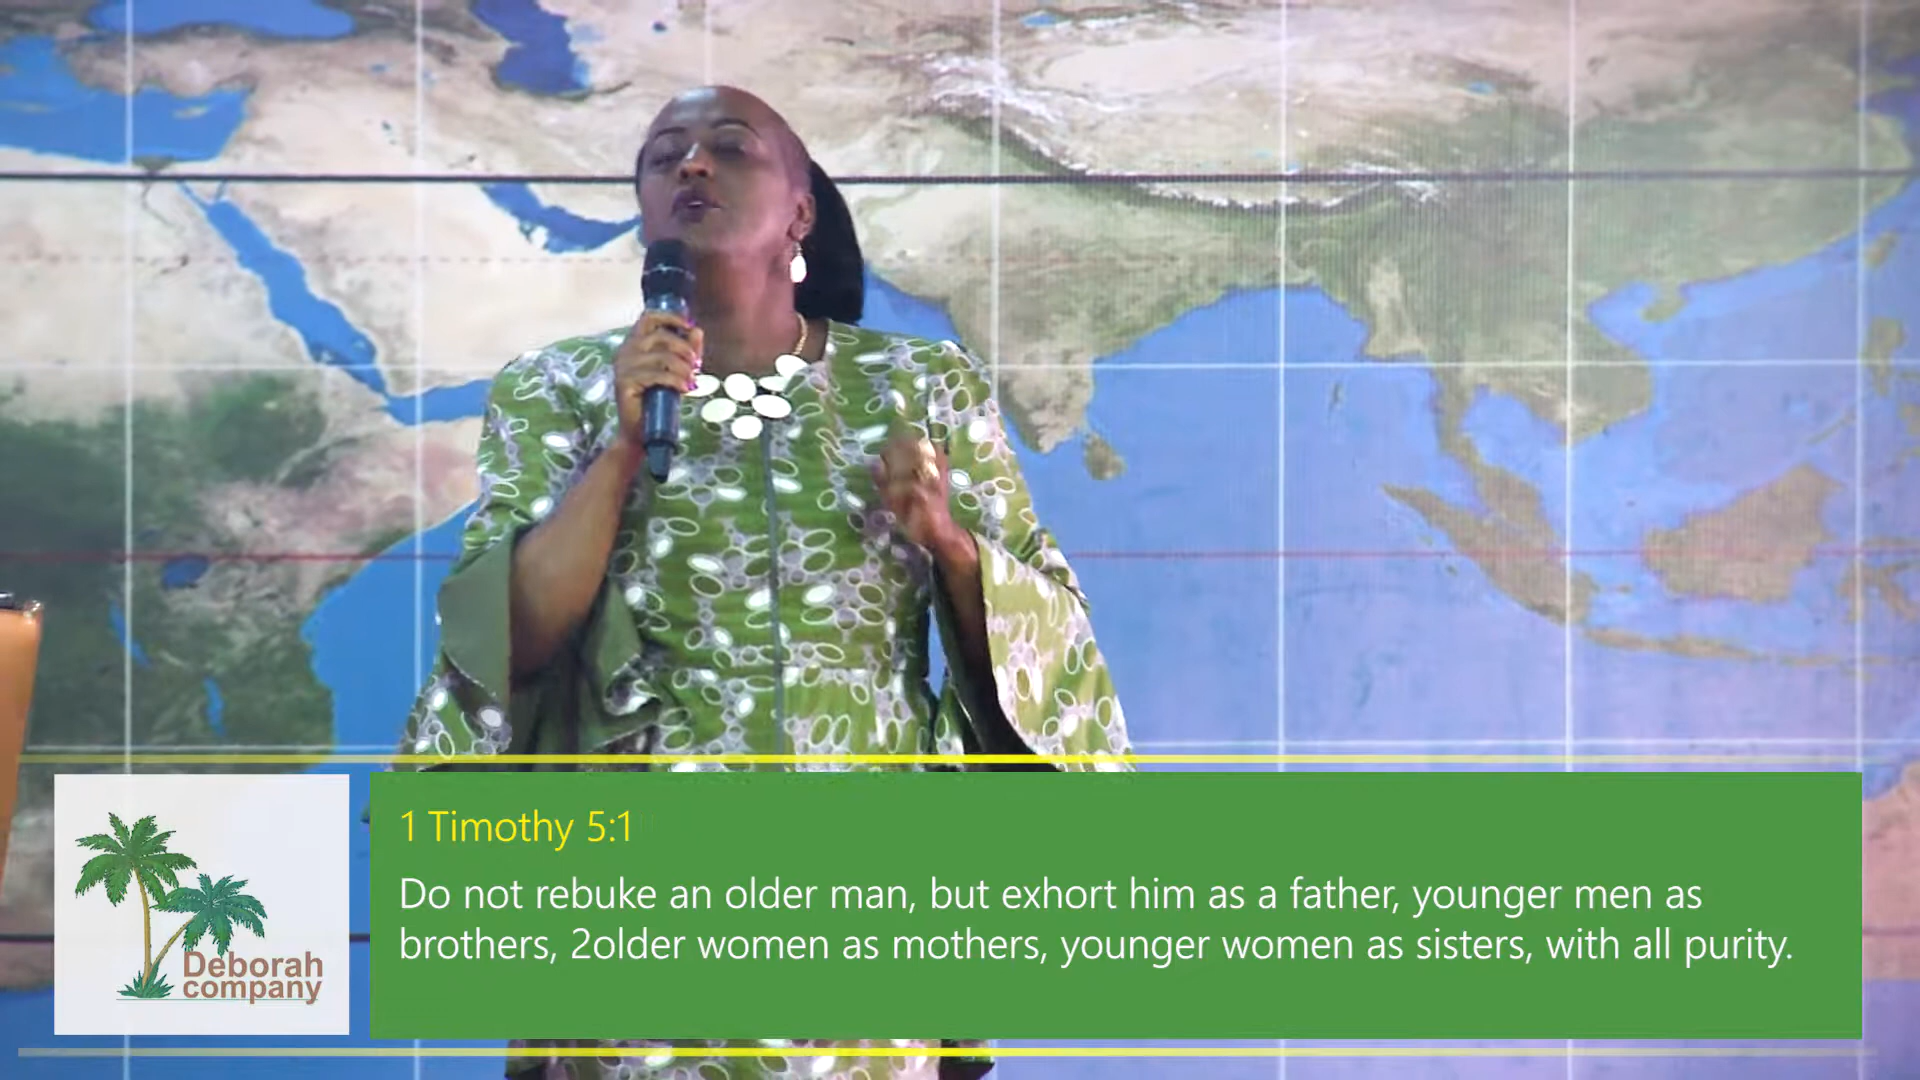 1 Timothy 5:1
Do not rebuke an older man, but exhort him as a father, younger men as
brothers, 2older women as mothers, younger women as sisters, with all purity.
Deborah
company